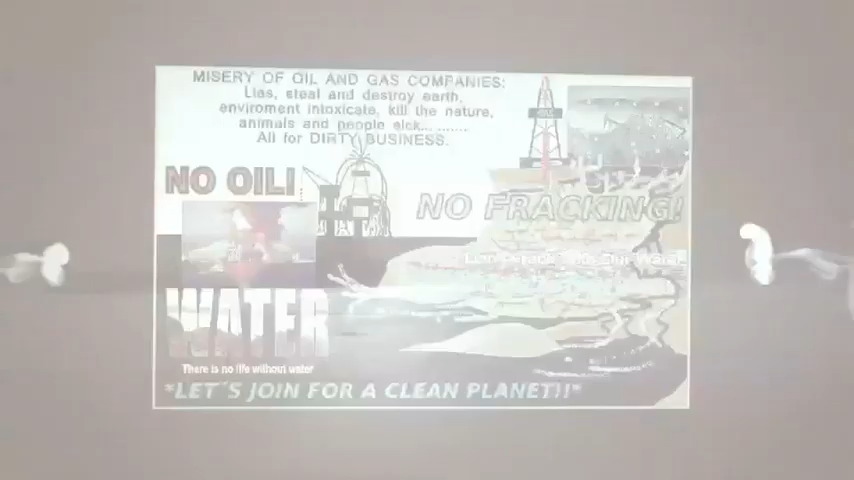 MISERY OF OIL AND GAS COMPANIES:
Lies, steal and destroy earth,
enviroment intoxicate, kill the nature,
animals and people sick... .......
All for DIRTY BUSINESS.
NO OIL!
NO FRACKING!
WATER
There is no life without water
*LET´S JOIN FOR A CLEAN PLANET!!*